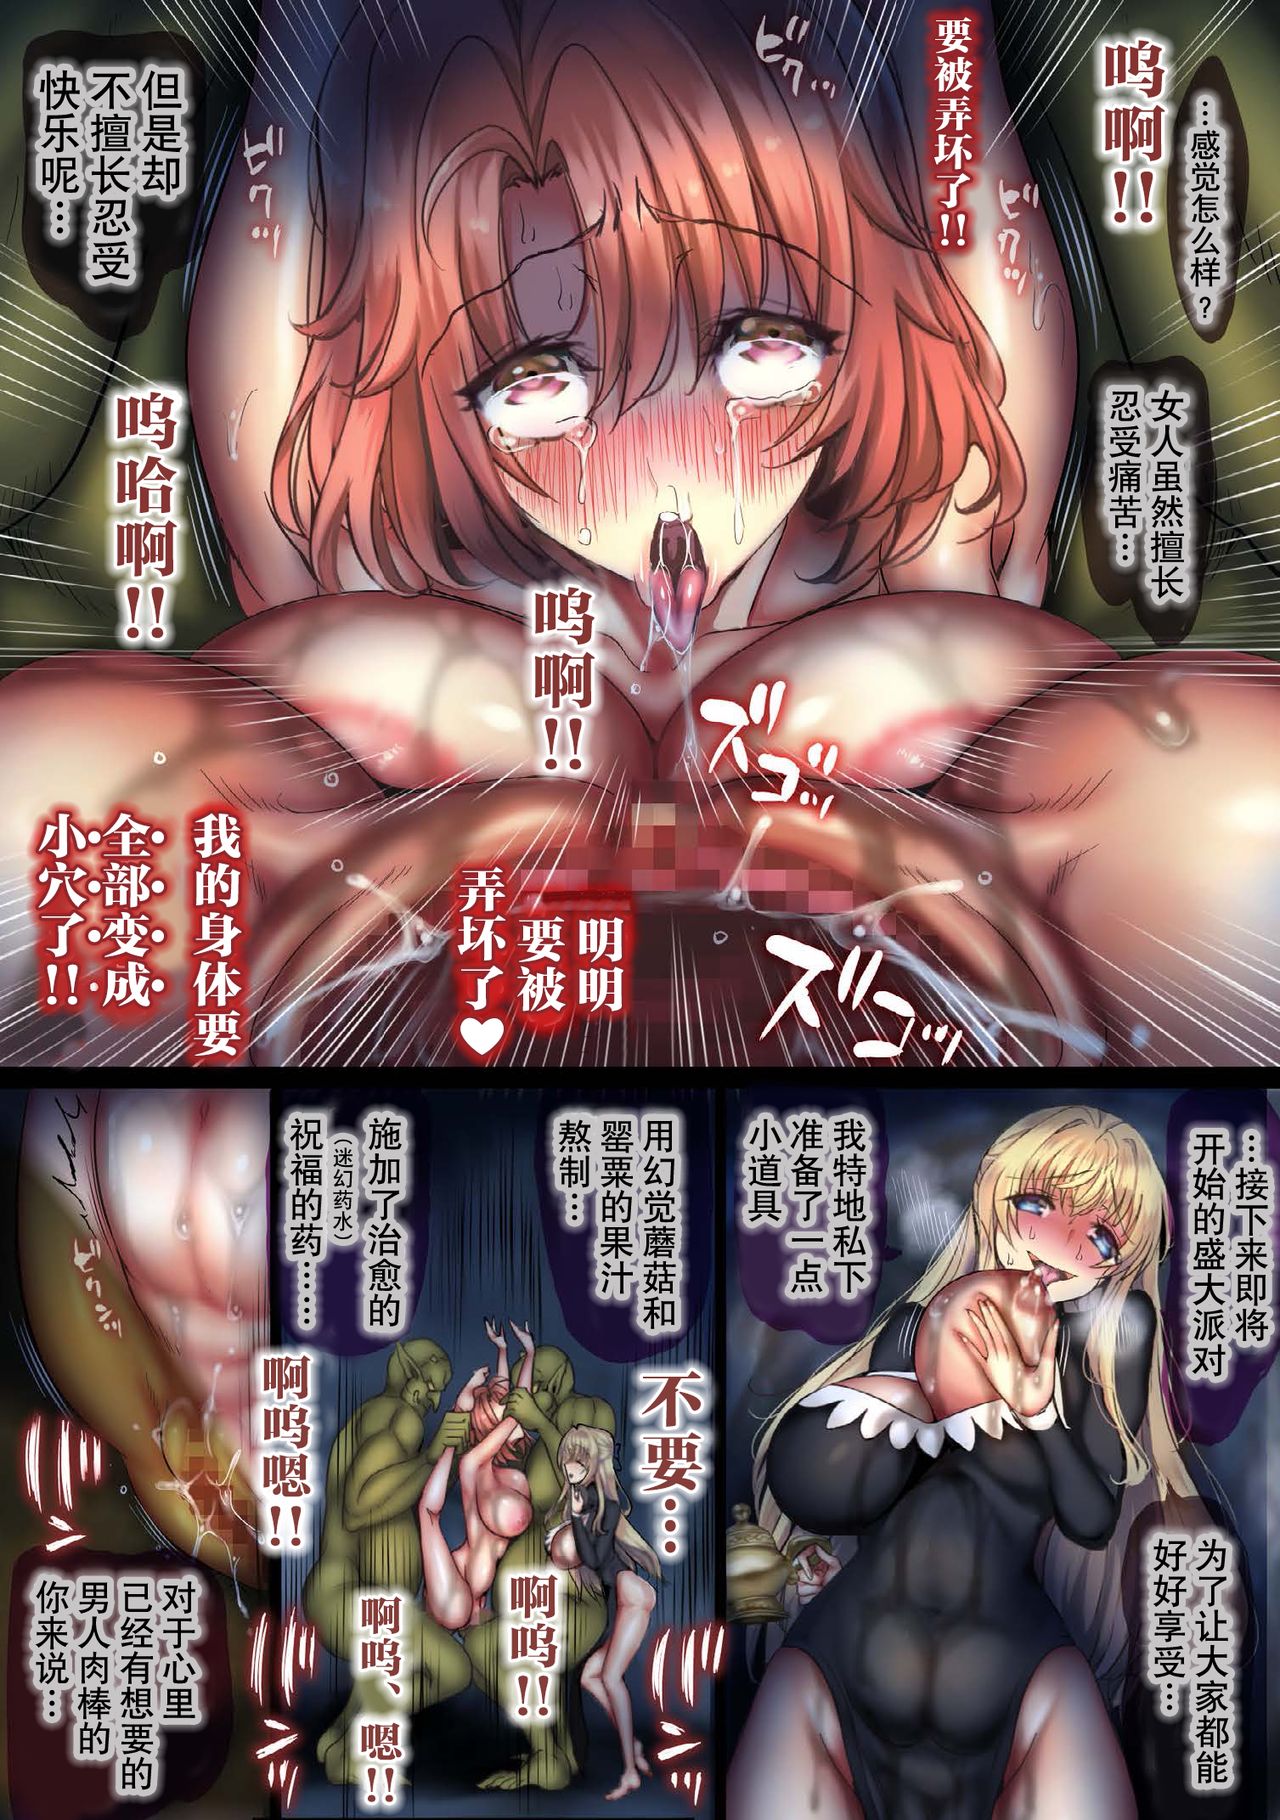 …感觉怎么样？
呜啊!!
要被弄坏了!!
ビクッ
ビクッ
女人虽然擅长
忍受痛苦…
但是却
不擅长忍受
快乐呢…
呜哈啊!!
呜啊!!
ズ
コッ
明明
要被
弄坏了♥
ズ
コッ
我的身体要
全部变成
小穴了!!
…接下来即将
开始的盛大派对
我特地私下
准备了一点
小道具
为了让大家都能
好好享受…
用幻觉蘑菇和
罂粟的果汁
熬制…
施加了治愈的
祝福的药……
（迷幻药水）
不要…
啊呜!!
啊呜、嗯!!
啊呜嗯!!
对于心里
已经有想要的
男人肉棒的
你来说…